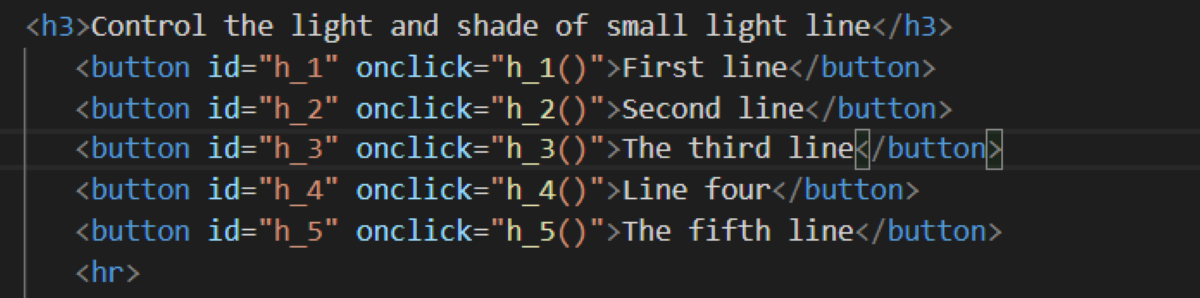 <h3>Control the light and shade of small light line</h3>
<button id="h_1" onclick="h_1()">First line</button>
<button id="h_2" onclick="h_2()">Second line</button>
<button id="h_3" onclick="h_3()">The third line</button>
<button id="h_4" onclick="h_4()">Line four</button>
<button id="h_5" onclick="h_5()">The fifth line</button>
<hr>